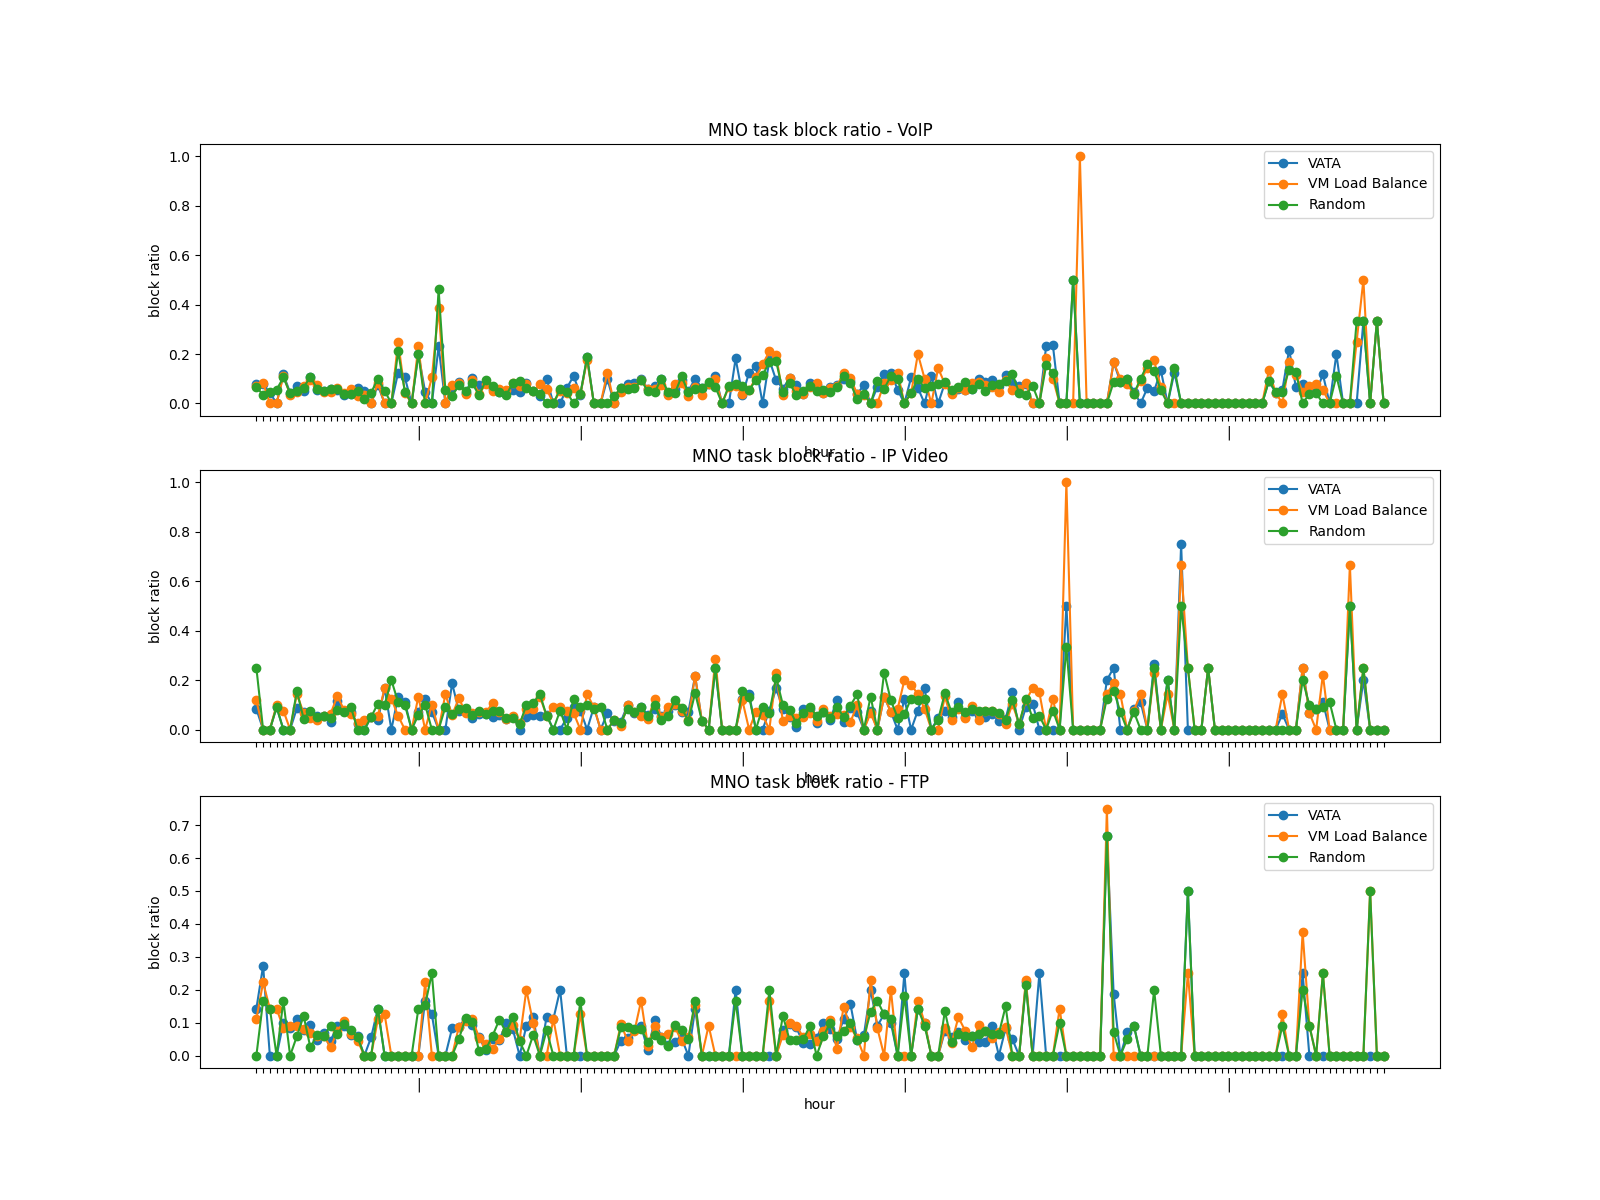 MNO task block ratio - VoIP
1.0
0.8
0.6
0.4
0.2
0.0
block ratio
VATA
VM Load Balance
Random
|
|
|
|
|
|
hour
MNO task block ratio - IP Video
1.0
0.8
0.6
0.4
0.2
0.0
block ratio
VATA
VM Load Balance
Random
|
|
|
|
|
|
hour
MNO task block ratio - FTP
0.7
0.6
0.5
0.4
0.3
0.2
0.1
0.0
block ratio
VATA
VM Load Balance
Random
|
|
|
|
|
|
hour